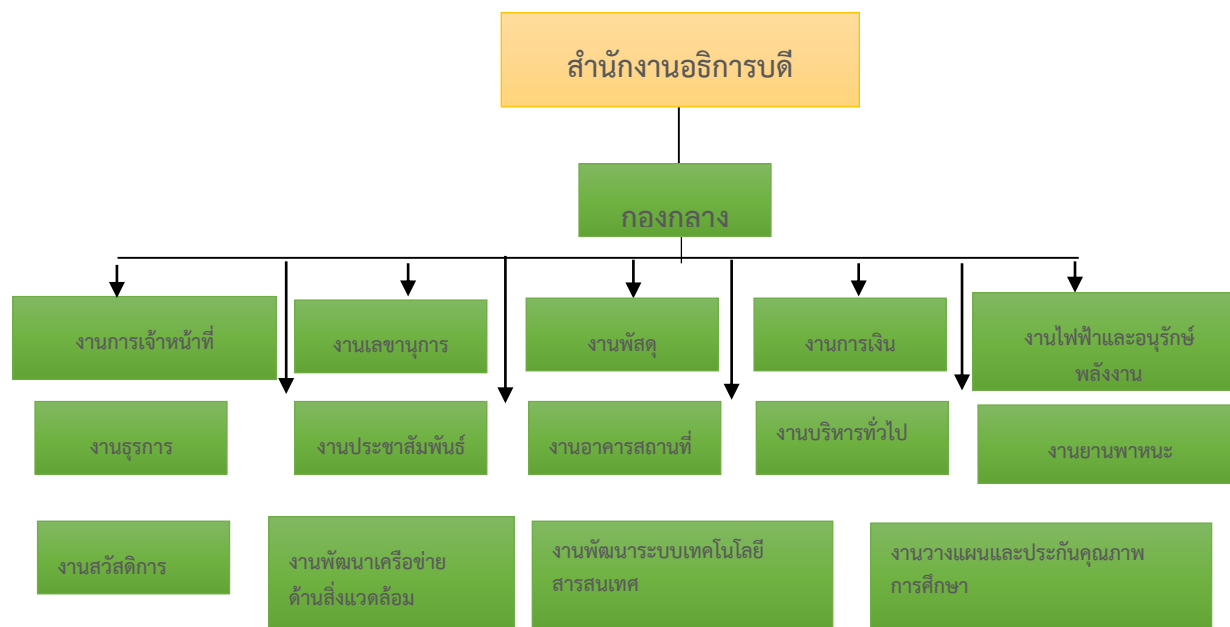 สำนักงานอธิการบดี
กองกลาง
งานการเจ้าหน้าที่
งานเลขานุการ
งานพัสดุ
งานการเงิน
งานไฟฟ้าและอนุรักษ์
พลังงาน
งานธุรการ
งานประชาสัมพันธ์
งานอาคารสถานที่
งานบริหารทั่วไป
งานยานพาหนะ
งานสวัสดิการ
งานพัฒนาเครือข่าย
ด้านสิ่งแวดล้อม
งานพัฒนาระบบเทคโนโลยี
สารสนเทศ
งานวางแผนและประกันคุณภาพ
การศึกษา